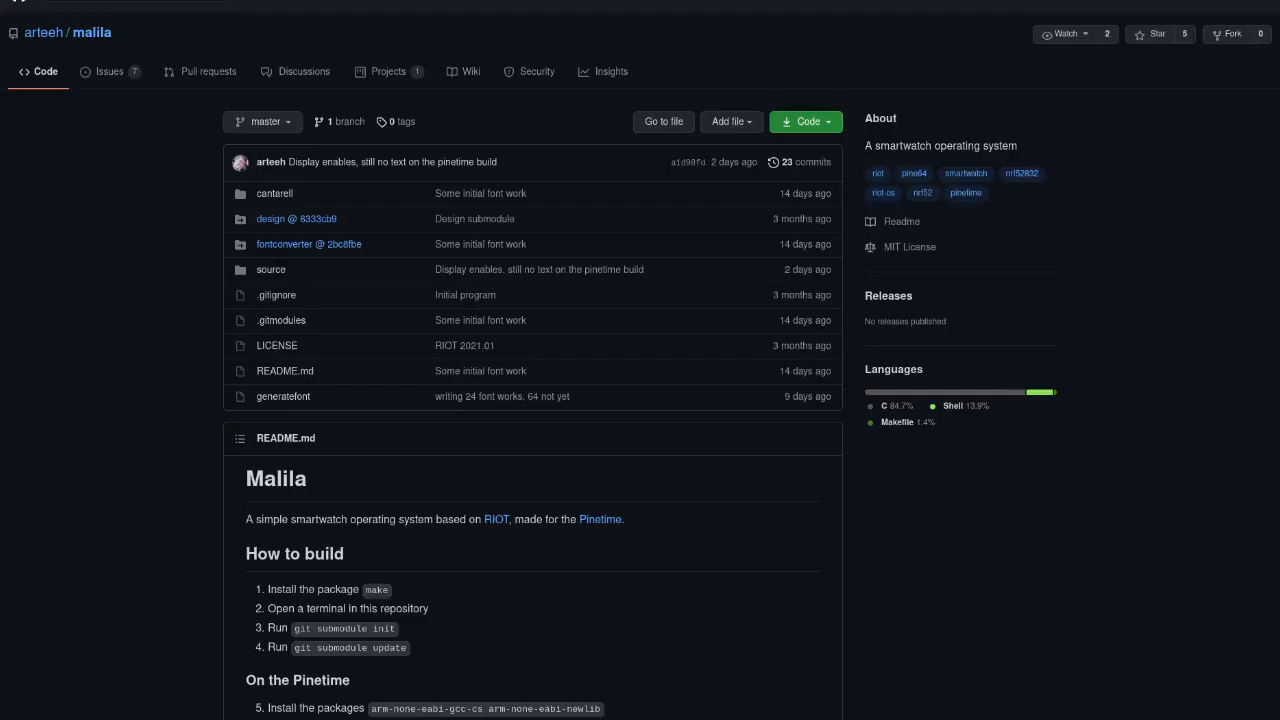 arteeh / malila
Watch 2 Star 5 Fork 0
Code Issues 7 Pull requests Discussions Projects 1 Wiki Security Insights
master 1 branch 0 tags Go to file Add file Code
arteeh Display enables, still no text on the pinetime build a1d98fd 2 days ago 23 commits
cantarell Some initial font work 14 days ago
design @ 6333cb9 Design submodule 3 months ago
fontconverter @ 2bc8fbe Some initial font work 14 days ago
source Display enables, still no text on the pinetime build 2 days ago
.gitignore Initial program 3 months ago
.gitmodules Some initial font work 14 days ago
LICENSE RIOT 2021.01 3 months ago
README.md Some initial font work 14 days ago
generatefont writing 24 font works, 64 not yet 9 days ago
README.md
Malila
A simple smartwatch operating system based on RIOT, made for the Pinetime.
How to build
1. Install the package make
2. Open a terminal in this repository
3. Run git submodule init
4. Run git submodule update
On the Pinetime
5. Install the packages arm-none-eabi-gcc-cs arm-none-eabi-newlib
About
A smartwatch operating system
riot pine64 smartwatch nrf52832
riot-os nrf52 pinetime
Readme
MIT License
Releases
No releases published
Languages
C 84.7% Shell 13.9%
Makefile 1.4%